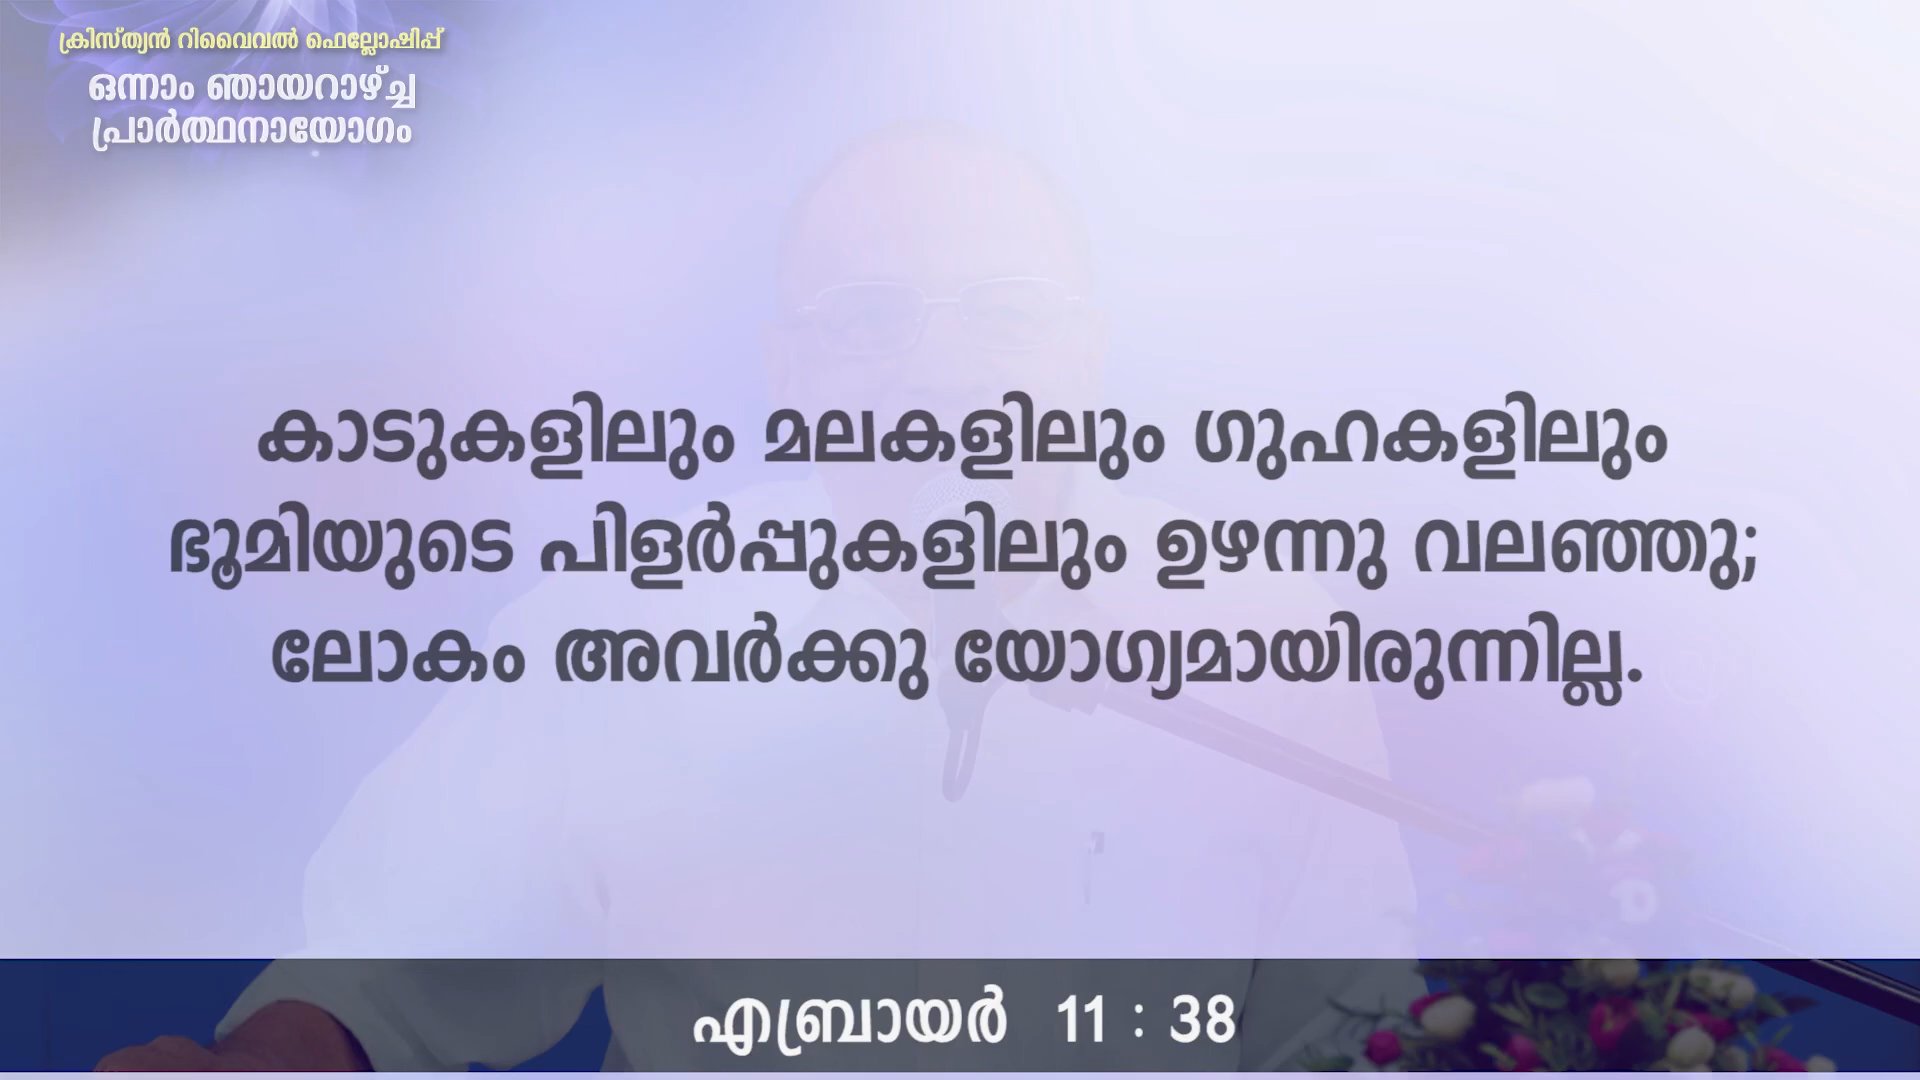 ക്രിസ്ത്യൻ റിവൈവൽ ഫെല്ലോഷിപ്പ്
ഒന്നാം ഞായറാഴ്ച്ച
പ്രാർത്ഥനായോഗം
കാടുകളിലും മലകളിലും ഗുഹകളിലും
ഭൂമിയുടെ പിളർപ്പുകളിലും ഉഴന്നു വലഞ്ഞു;
ലോകം അവർക്കു യോഗ്യമായിരുന്നില്ല.
എബ്രായർ 11 : 38